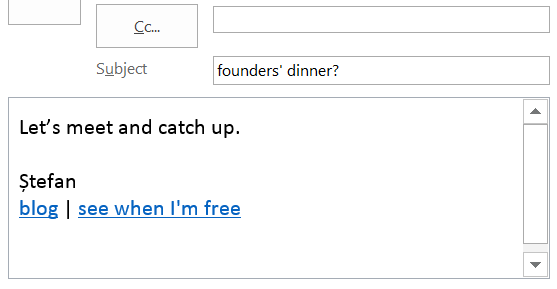 Cc...
Subject
founders' dinner?
Let’s meet and catch up.
Ștefan
blog | see when I'm free